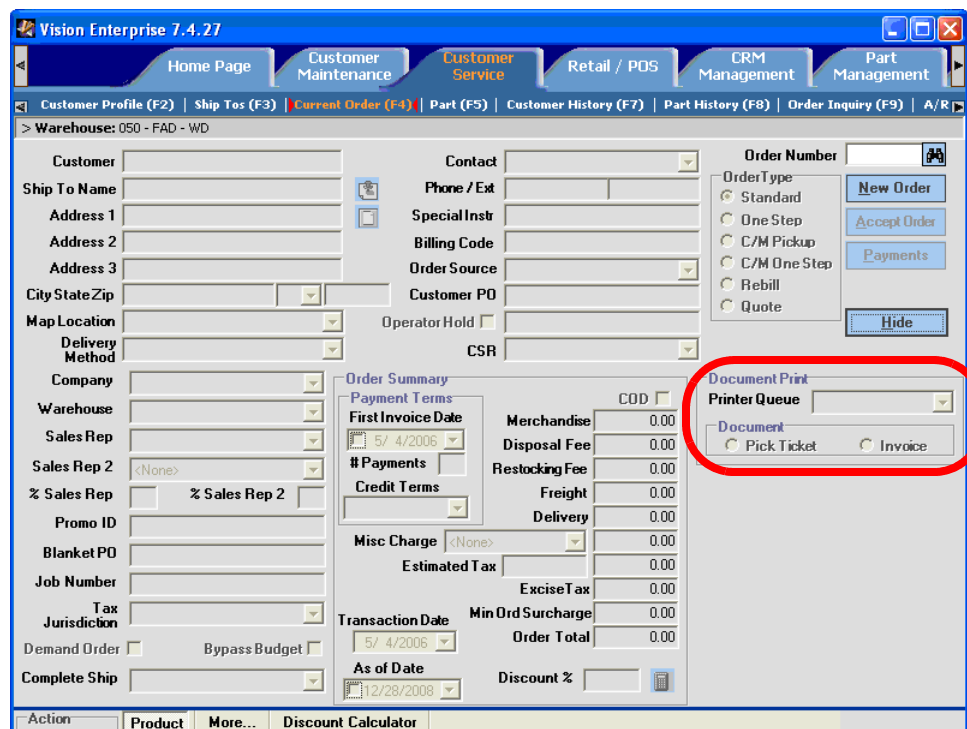 Vision Enterprise 7.4.27
Home Page
Customer Maintenance
Customer Service
Retail / POS
CRM Management
Part Management
Customer Profile (F2) | Ship Tos (F3) | Current Order (F4) | Part (F5) | Customer History (F7) | Part History (F8) | Order Inquiry (F9) | A/R
> Warehouse: 050 - FAD - WD
Customer
Ship To Name
Address 1
Address 2
Address 3
City State Zip
Map Location
Delivery Method
Contact
Phone / Ext
Special Instr
Billing Code
Order Source
Customer PO
Operator Hold
CSR
Order Number
Order Type
Standard
One Step
C/M Pickup
C/M One Step
Rebill
Quote
New Order
Accept Order
Payments
Hide
Company
Warehouse
Sales Rep
Sales Rep 2 <None>
% Sales Rep % Sales Rep 2
Promo ID
Blanket PO
Job Number
Tax Jurisdiction
Demand Order Bypass Budget
Complete Ship
Order Summary
Payment Terms
First Invoice Date
5/ 4/2006
# Payments
Credit Terms
COD
Merchandise 0.00
Disposal Fee 0.00
Restocking Fee 0.00
Freight 0.00
Delivery 0.00
Misc Charge <None> 0.00
Estimated Tax 0.00
Excise Tax 0.00
Min Ord Surcharge 0.00
Order Total 0.00
Transaction Date
5/ 4/2006
As of Date
12/28/2008
Discount %
Document Print
Printer Queue
Document
Pick Ticket Invoice
Action
Product More... Discount Calculator